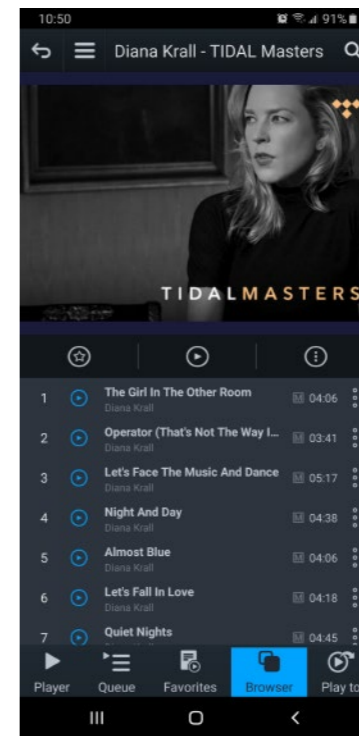 10:50 91%
Diana Krall - TIDAL Masters
TIDALMASTERS
1 The Girl In The Other Room M 04:06
Diana Krall
2 Operator (That's Not The Way I... M 03:41
Diana Krall
3 Let's Face The Music And Dance M 05:17
Diana Krall
4 Night And Day M 04:38
Diana Krall
5 Almost Blue M 04:06
Diana Krall
6 Let's Fall In Love M 04:18
Diana Krall
7 Quiet Nights M 04:45
Player Queue Favorites Browser Play to